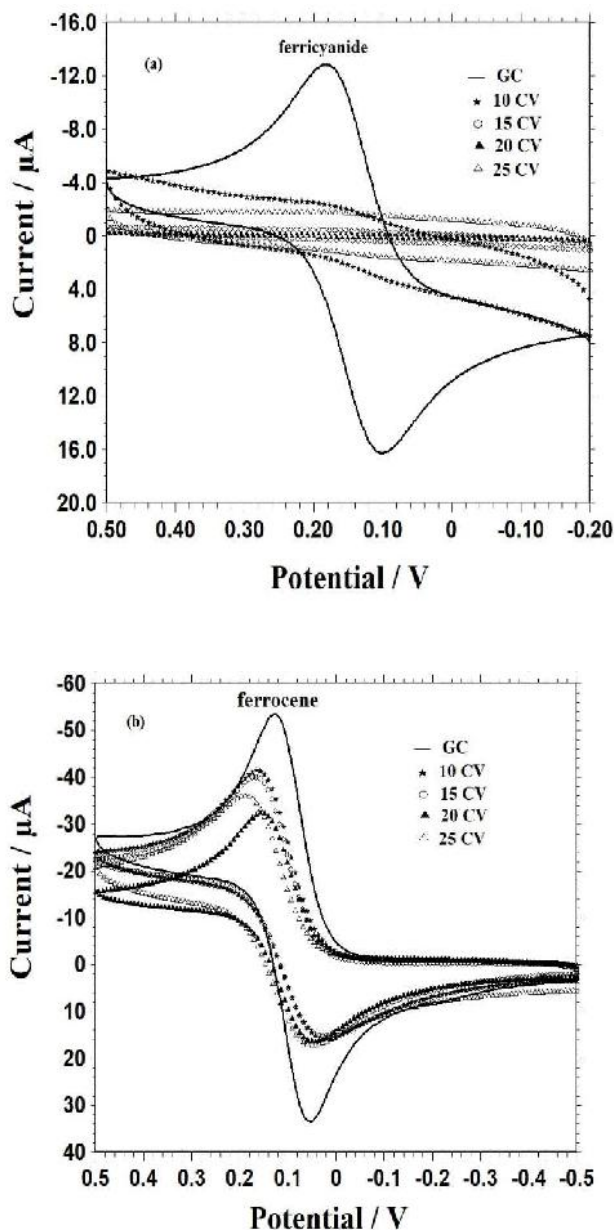 -16.0
(a)
ferricyanide
-12.0
GC
10 CV
-8.0
15 CV
20 CV
-4.0
25 CV
0
4.0
8.0
12.0
16.0
20.0
Current / µA
0.50 0.40 0.30 0.20 0.10 0 -0.10 -0.20
Potential / V
-60
(b)
ferrocene
-50
GC
10 CV
-40
15 CV
20 CV
-30
25 CV
-20
-10
0
10
20
30
40
Current / µA
0.5 0.4 0.3 0.2 0.1 0 -0.1 -0.2 -0.3 -0.4 -0.5
Potential / V